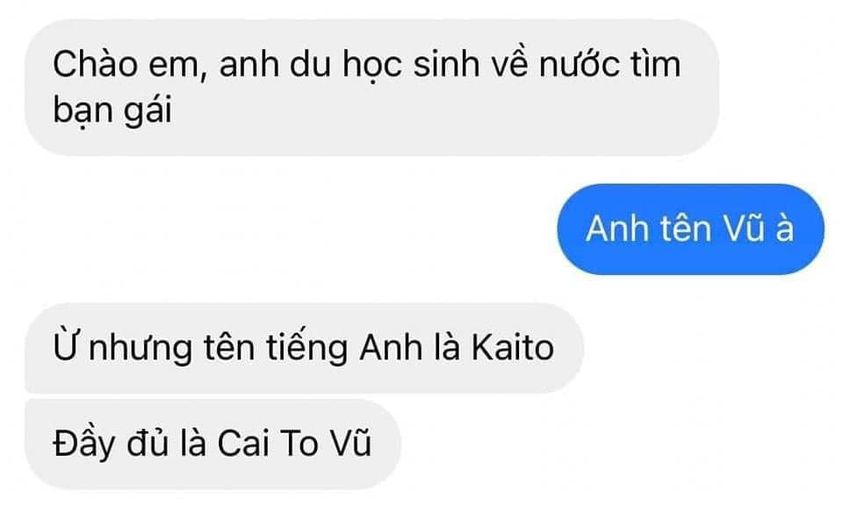 Chào em, anh du học sinh về nước tìm
bạn gái
Anh tên Vũ à
Ừ nhưng tên tiếng Anh là Kaito
Đầy đủ là Cai To Vũ